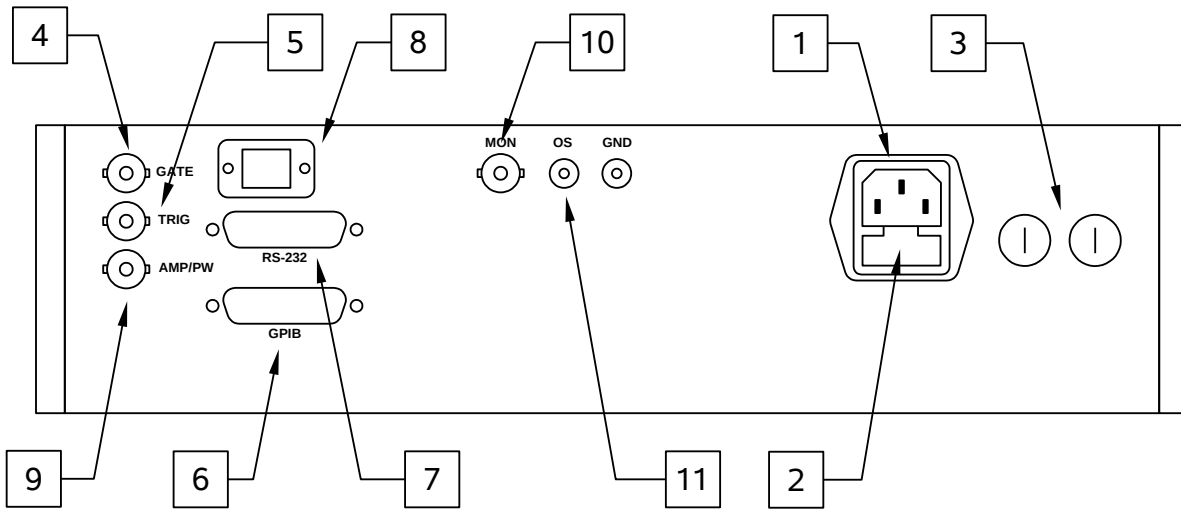 4
5
8
10
1
3
MON
OS
GND
GATE
TRIG
RS-232
AMP/PW
GPIB
9
6
7
11
2